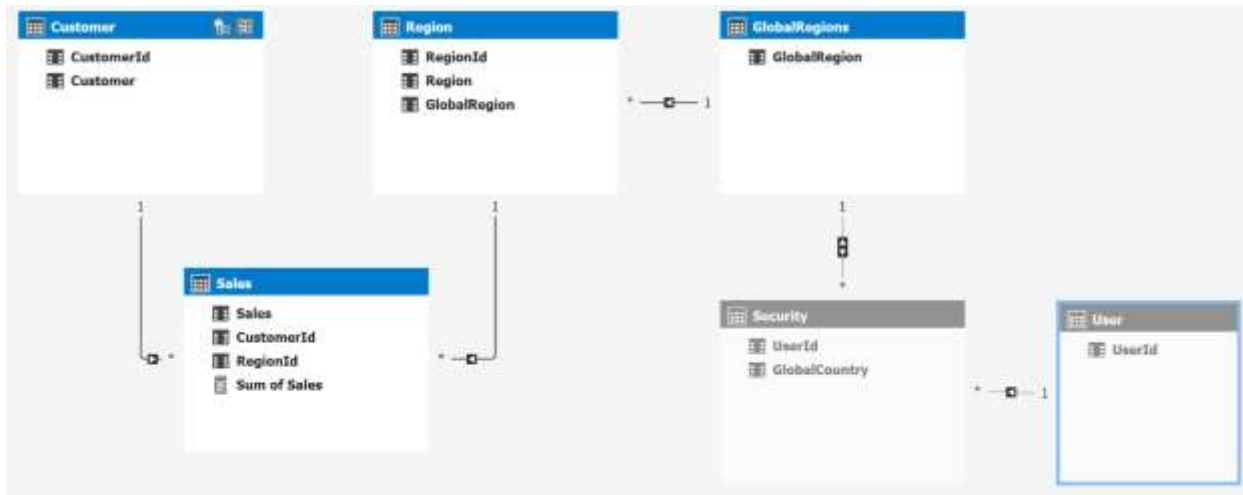 Customer
CustomerId
Customer
Region
RegionId
Region
GlobalRegion
* 1
GlobalRegions
GlobalRegion
1
1
1
*
Sales
Sales
CustomerId
RegionId
Sum of Sales
*
*
Security
UserId
GlobalCountry
* 1
User
UserId